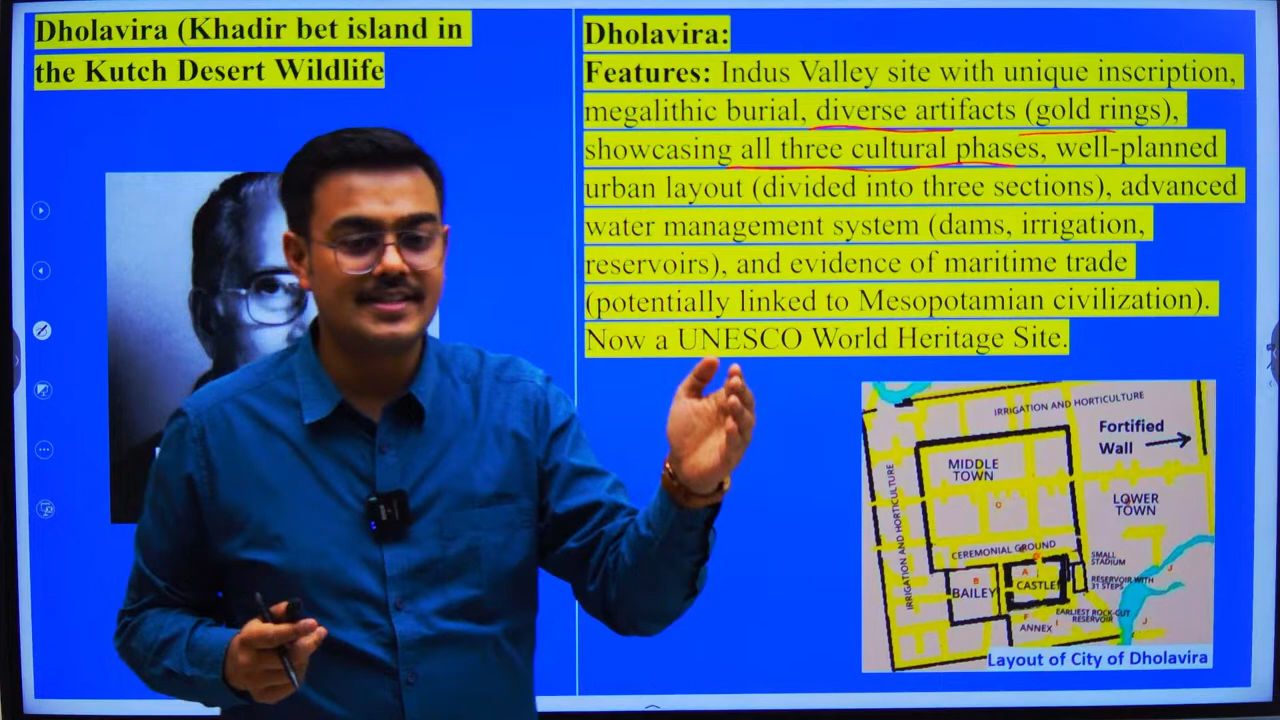 Dholavira (Khadir bet island in
the Kutch Desert Wildlife
Dholavira:
Features: Indus Valley site with unique inscription,
megalithic burial, diverse artifacts (gold rings),
showcasing all three cultural phases, well-planned
urban layout (divided into three sections), advanced
water management system (dams, irrigation,
reservoirs), and evidence of maritime trade
(potentially linked to Mesopotamian civilization).
Now a UNESCO World Heritage Site.
IRRIGATION AND HORTICULTURE
Fortified
Wall
MIDDLE
TOWN
LOWER
TOWN
IRRIGATION AND HORTICULTURE
CEREMONIAL GROUND
SMALL
STADIUM
A
B
BAILEY
CASTLE
RESERVOIR WITH
31 STEPS
J
EARLIEST ROCK-CUT
RESERVOIR
F
I
J
ANNEX
Layout of City of Dholavira